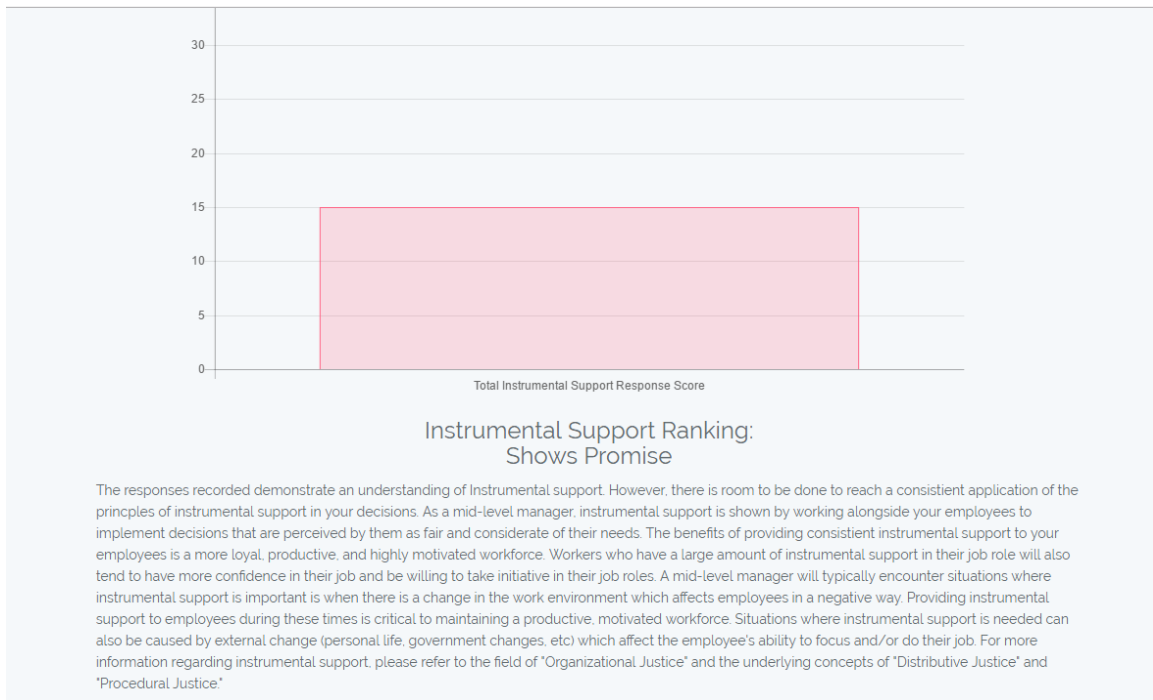 30
25
20
15
10
5
0
Total Instrumental Support Response Score
Instrumental Support Ranking:
Shows Promise
The responses recorded demonstrate an understanding of Instrumental support. However, there is room to be done to reach a consistient application of the
princples of instrumental support in your decisions. As a mid-level manager, instrumental support is shown by working alongside your employees to
implement decisions that are perceived by them as fair and considerate of their needs. The benefits of providing consistient instrumental support to your
employees is a more loyal, productive, and highly motivated workforce. Workers who have a large amount of instrumental support in their job role will also
tend to have more confidence in their job and be willing to take initiative in their job roles. A mid-level manager will typically encounter situations where
instrumental support is important is when there is a change in the work environment which affects employees in a negative way. Providing instrumental
support to employees during these times is critical to maintaining a productive, motivated workforce. Situations where instrumental support is needed can
also be caused by external change (personal life, government changes, etc) which affect the employee's ability to focus and/or do their job. For more
information regarding instrumental support, please refer to the field of "Organizational Justice" and the underlying concepts of "Distributive Justice" and
"Procedural Justice."